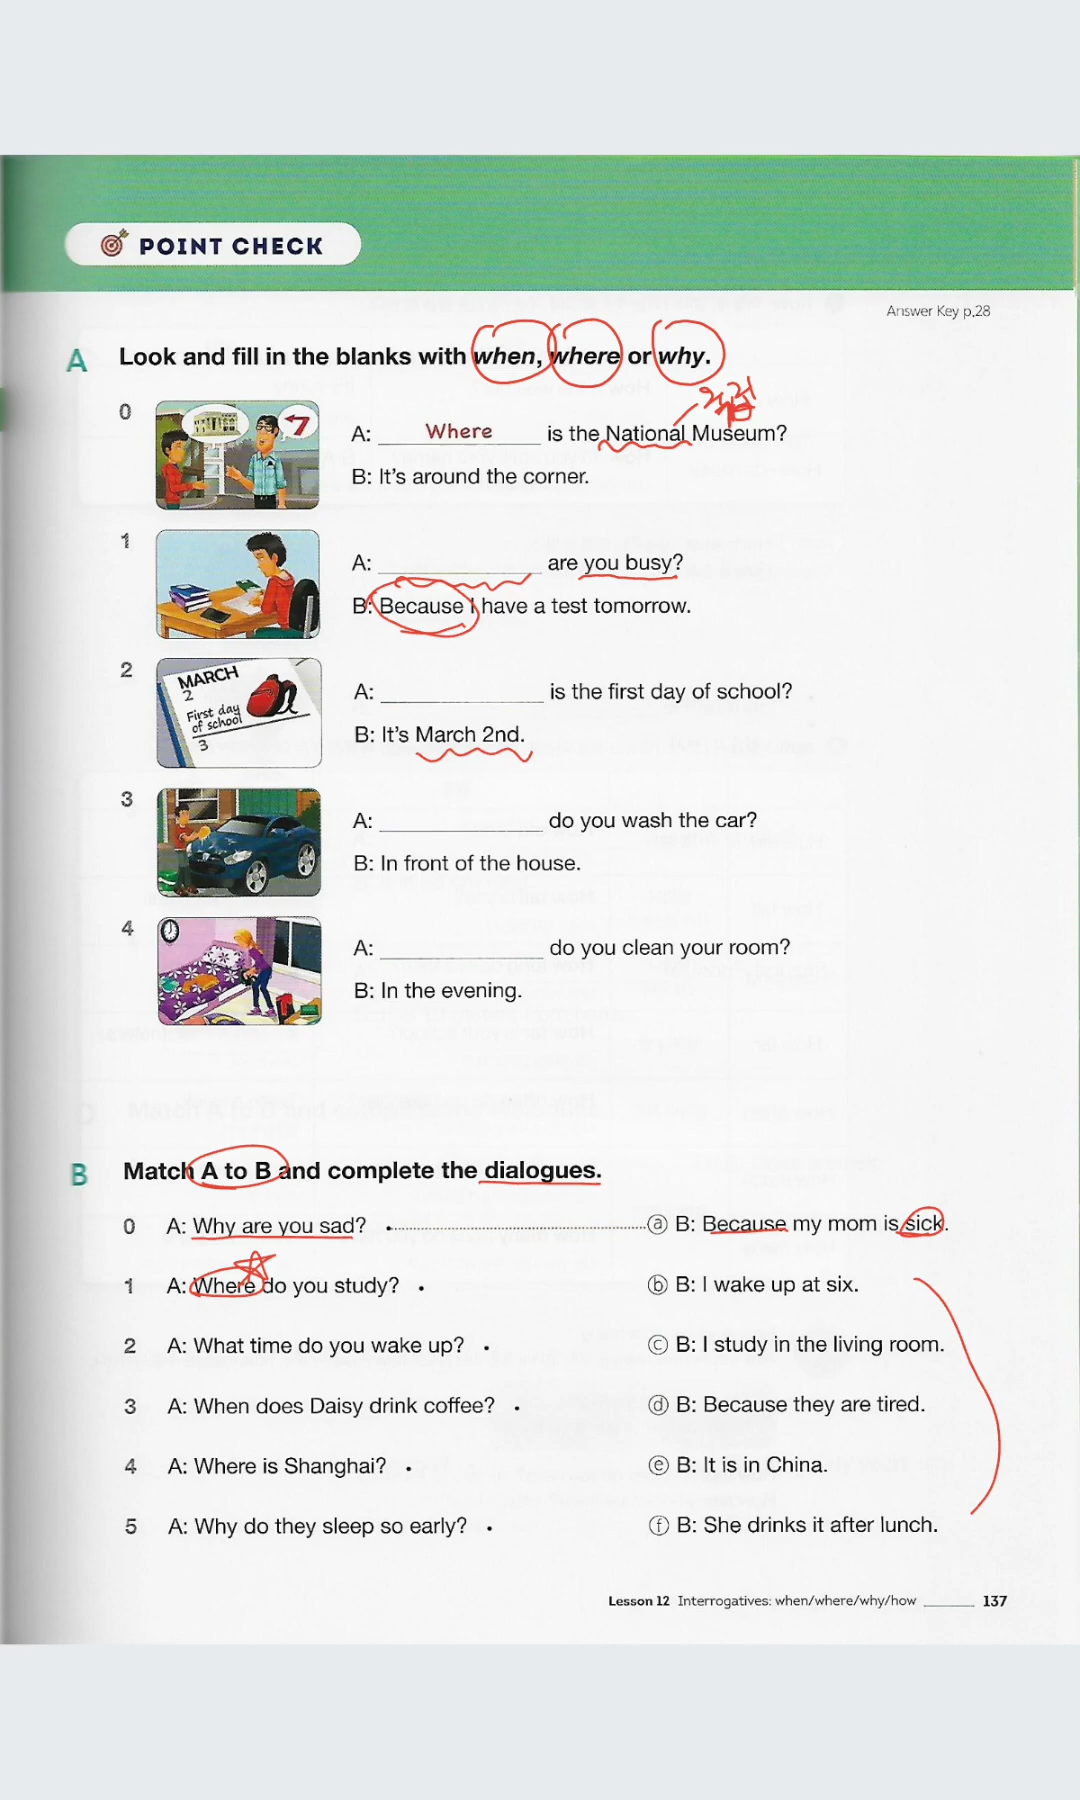 POINT CHECK
Answer Key p.28
A Look and fill in the blanks with when, where or why.
0
A: Where is the National Museum?
B: It's around the corner.
1
A: ______ are you busy?
B: Because I have a test tomorrow.
2
MARCH
2
First day
of school
3
A: ______ is the first day of school?
B: It's March 2nd.
3
A: ______ do you wash the car?
B: In front of the house.
4
A: ______ do you clean your room?
B: In the evening.
B Match A to B and complete the dialogues.
0 A: Why are you sad? • ⓐ B: Because my mom is sick.
1 A: Where do you study? • ⓑ B: I wake up at six.
2 A: What time do you wake up? • ⓒ B: I study in the living room.
3 A: When does Daisy drink coffee? • ⓓ B: Because they are tired.
4 A: Where is Shanghai? • ⓔ B: It is in China.
5 A: Why do they sleep so early? • ⓕ B: She drinks it after lunch.
Lesson 12 Interrogatives: when/where/why/how ____ 137